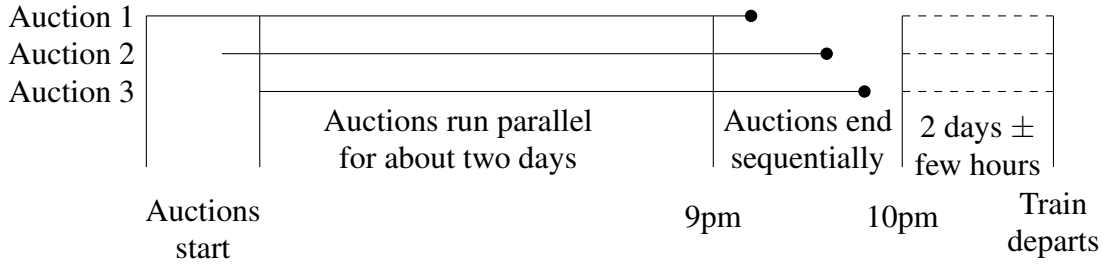 Auction 1
Auction 2
Auction 3
Auctions run parallel
for about two days
Auctions end
sequentially
2 days ±
few hours
Auctions
start
9pm
10pm
Train
departs